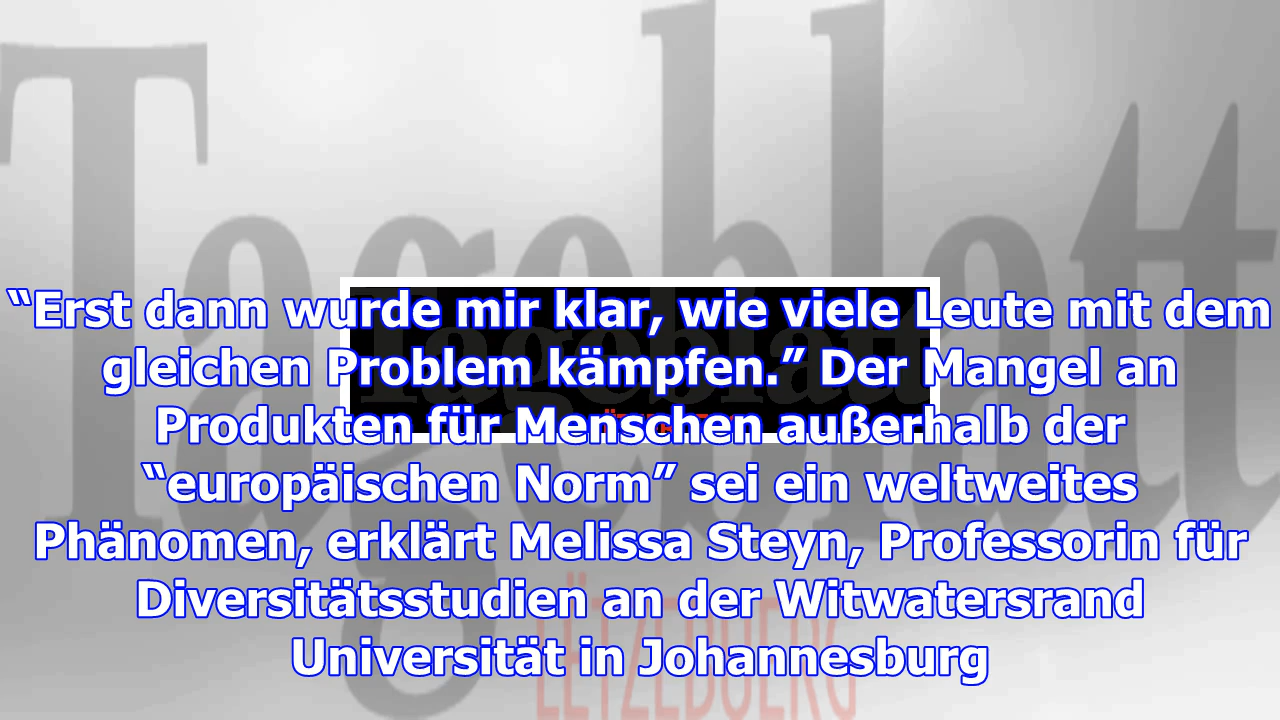 Tageblatt
LËTZEBUERG
“Erst dann wurde mir klar, wie viele Leute mit dem
gleichen Problem kämpfen.” Der Mangel an
Produkten für Menschen außerhalb der
“europäischen Norm” sei ein weltweites
Phänomen, erklärt Melissa Steyn, Professorin für
Diversitätsstudien an der Witwatersrand
Universität in Johannesburg